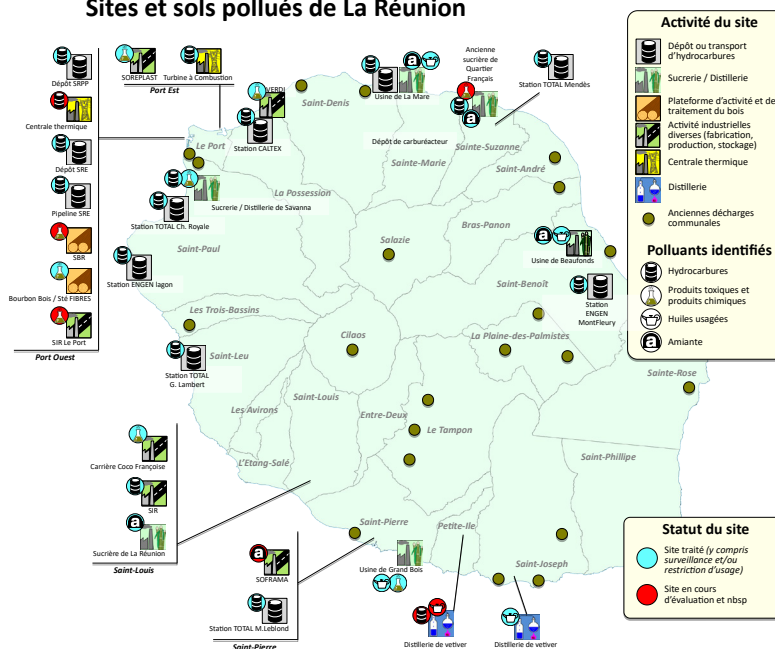 Sites et sols pollués de La Réunion
Dépôt SRPP
Centrale thermique
Dépôt SRE
Pipeline SRE
SBR
Bourbon Bois / Sté FIBRES
SIR Le Port
Port Ouest
SOREPLAST
Turbine à Combustion
Port Est
VERDI
Station CALTEX
Saint-Denis
Usine de La Mare
Dépôt de carburéacteur
Sainte-Marie
Ancienne
sucrière de
Quartier
Français
Station TOTAL Mendès
Sainte-Suzanne
Saint-André
Le Port
La Possession
Sucrerie / Distillerie de Savanna
Station TOTAL Ch. Royale
Saint-Paul
Station ENGEN lagon
Salazie
Bras-Panon
Usine de Beaufonds
Saint-Benoît
Station
ENGEN
MontFleury
Les Trois-Bassins
Saint-Leu
Station TOTAL
G. Lambert
Cilaos
La Plaine-des-Palmistes
Sainte-Rose
Saint-Louis
Les Avirons
Entre-Deux
Le Tampon
L'Etang-Salé
Saint-Phillipe
Carrière Coco Françoise
SIR
Sucrière de La Réunion
Saint-Louis
Saint-Pierre
Petite-Ile
Saint-Joseph
SOFRAMA
Station TOTAL M.Leblond
Saint-Pierre
Usine de Grand Bois
Distillerie de vetiver
Distillerie de vetiver
Activité du site
Dépôt ou transport
d'hydrocarbures
Sucrerie / Distillerie
Plateforme d'activité et de
traitement du bois
Activité industrielles
diverses (fabrication,
production, stockage)
Centrale thermique
Distillerie
Anciennes décharges
communales
Polluants identifiés
Hydrocarbures
Produits toxiques et
produits chimiques
Huiles usagées
a Amiante
Statut du site
Site traité (y compris
surveillance et/ou
restriction d'usage)
Site en cours
d'évaluation et nbsp